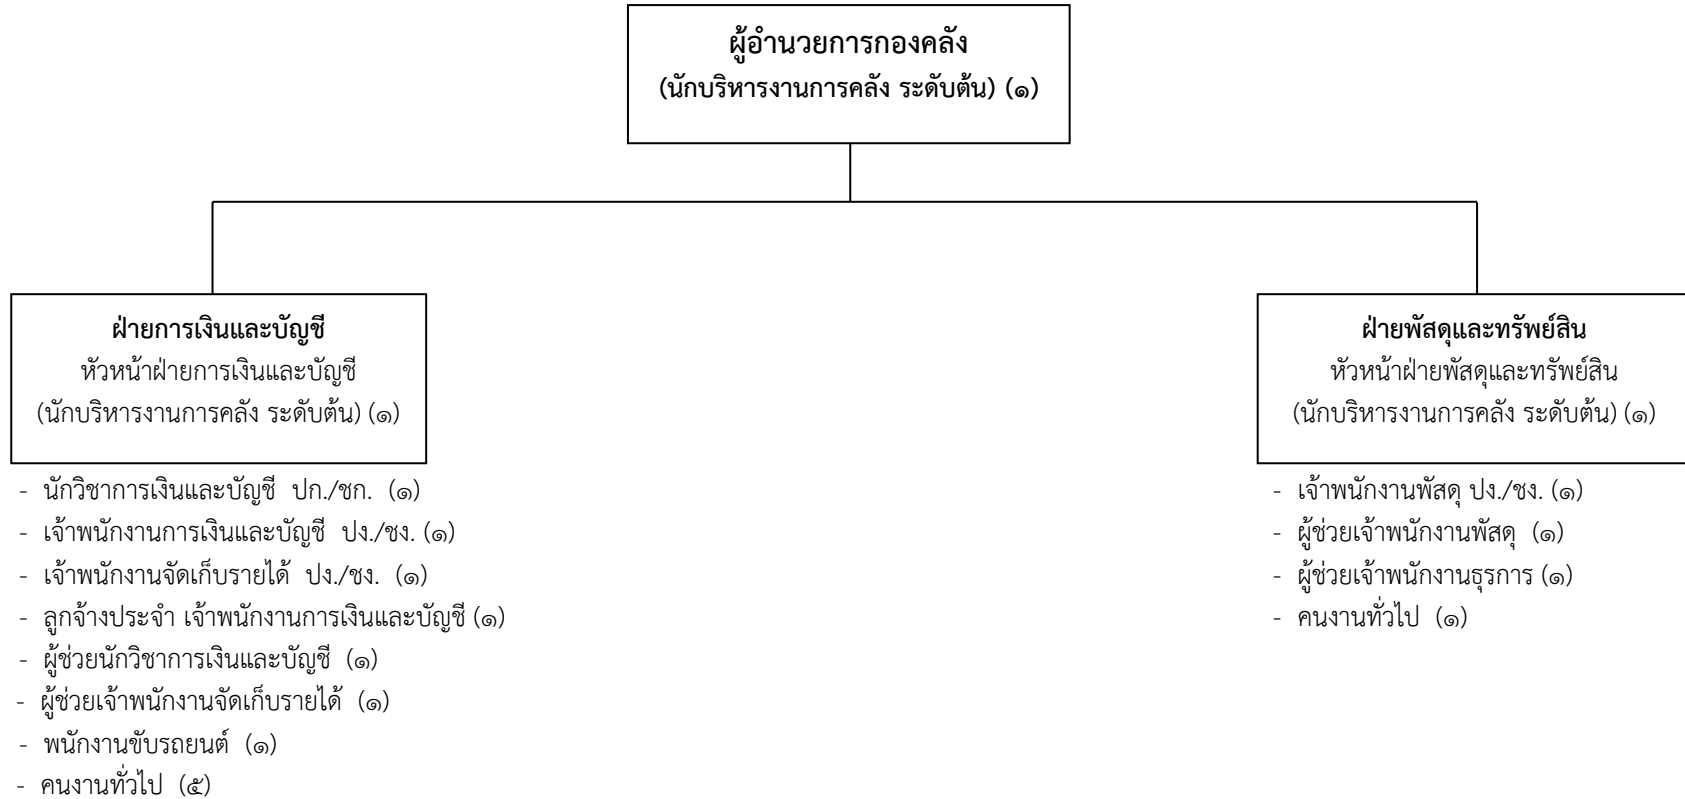 ผู้อำนวยการกองคลัง
(นักบริหารงานการคลัง ระดับต้น) (๑)
ฝ่ายการเงินและบัญชี
หัวหน้าฝ่ายการเงินและบัญชี
(นักบริหารงานการคลัง ระดับต้น) (๑)
- นักวิชาการเงินและบัญชี ปก./ชก. (๑)
- เจ้าพนักงานการเงินและบัญชี ปง./ชง. (๑)
- เจ้าพนักงานจัดเก็บรายได้ ปง./ชง. (๑)
- ลูกจ้างประจำ เจ้าพนักงานการเงินและบัญชี (๑)
- ผู้ช่วยนักวิชาการเงินและบัญชี (๑)
- ผู้ช่วยเจ้าพนักงานจัดเก็บรายได้ (๑)
- พนักงานขับรถยนต์ (๑)
- คนงานทั่วไป (๕)
ฝ่ายพัสดุและทรัพย์สิน
หัวหน้าฝ่ายพัสดุและทรัพย์สิน
(นักบริหารงานการคลัง ระดับต้น) (๑)
- เจ้าพนักงานพัสดุ ปง./ชง. (๑)
- ผู้ช่วยเจ้าพนักงานพัสดุ (๑)
- ผู้ช่วยเจ้าพนักงานธุรการ (๑)
- คนงานทั่วไป (๑)